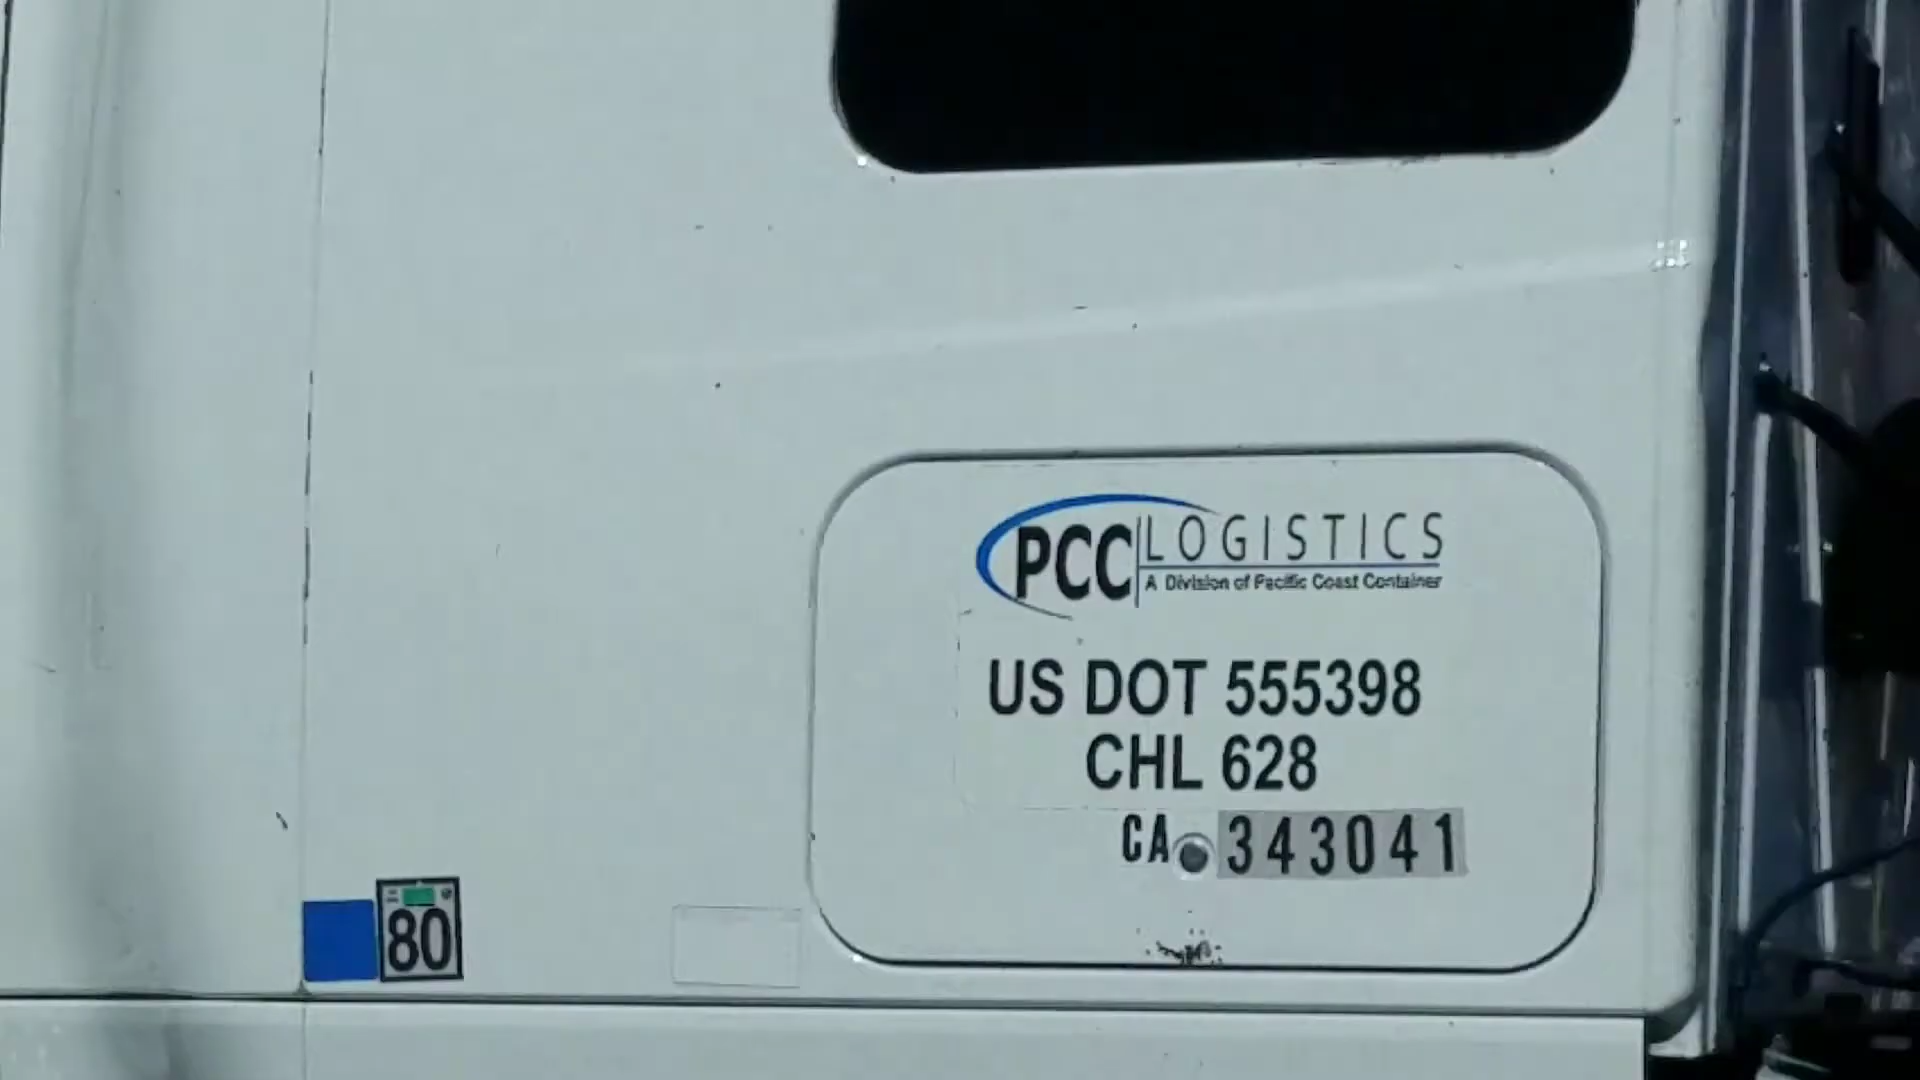 PCC LOGISTICS
A Division of Pacific Coast Container
US DOT 555398
CHL 628
CA 343041
80